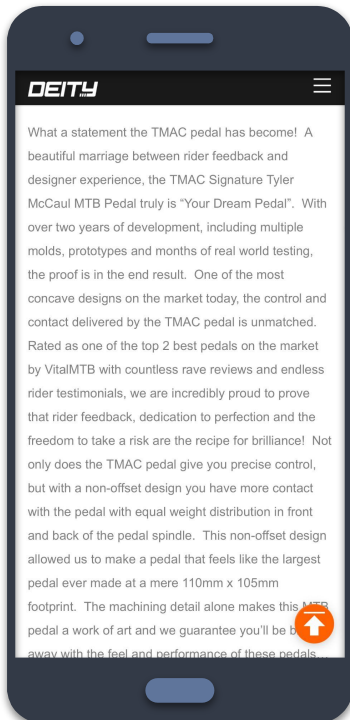 DEITY
What a statement the TMAC pedal has become! A
beautiful marriage between rider feedback and
designer experience, the TMAC Signature Tyler
McCaul MTB Pedal truly is “Your Dream Pedal”. With
over two years of development, including multiple
molds, prototypes and months of real world testing,
the proof is in the end result. One of the most
concave designs on the market today, the control and
contact delivered by the TMAC pedal is unmatched.
Rated as one of the top 2 best pedals on the market
by VitalMTB with countless rave reviews and endless
rider testimonials, we are incredibly proud to prove
that rider feedback, dedication to perfection and the
freedom to take a risk are the recipe for brilliance! Not
only does the TMAC pedal give you precise control,
but with a non-offset design you have more contact
with the pedal with equal weight distribution in front
and back of the pedal spindle. This non-offset design
allowed us to make a pedal that feels like the largest
pedal ever made at a mere 110mm x 105mm
footprint. The machining detail alone makes this MTB
pedal a work of art and we guarantee you’ll be
away with the feel and performance of these pedals...